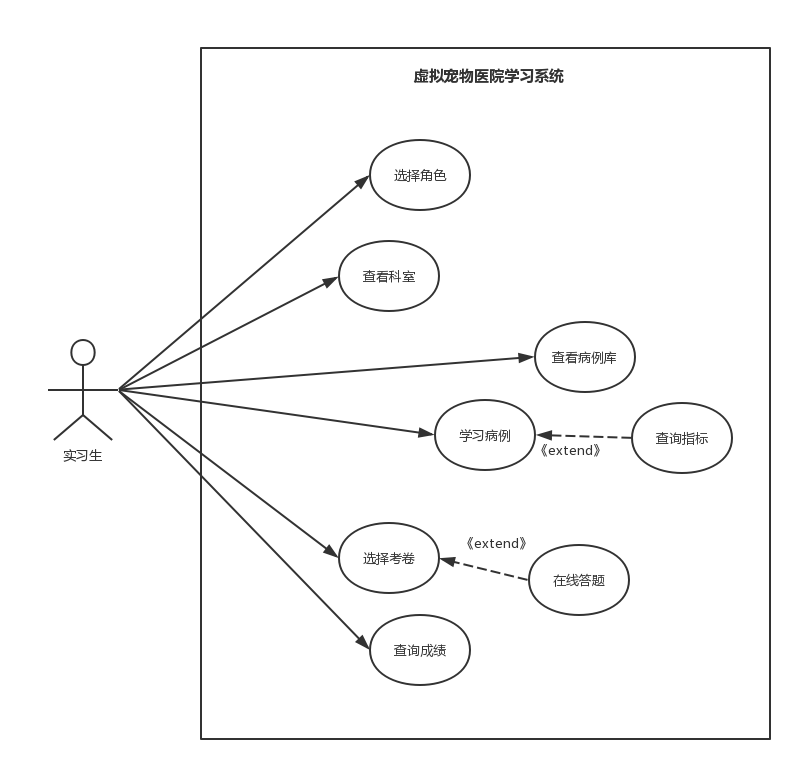 虚拟宠物医院学习系统
选择角色
查看科室
查看病例库
学习病例
查询指标
《extend》
实习生
《extend》
选择考卷
在线答题
查询成绩